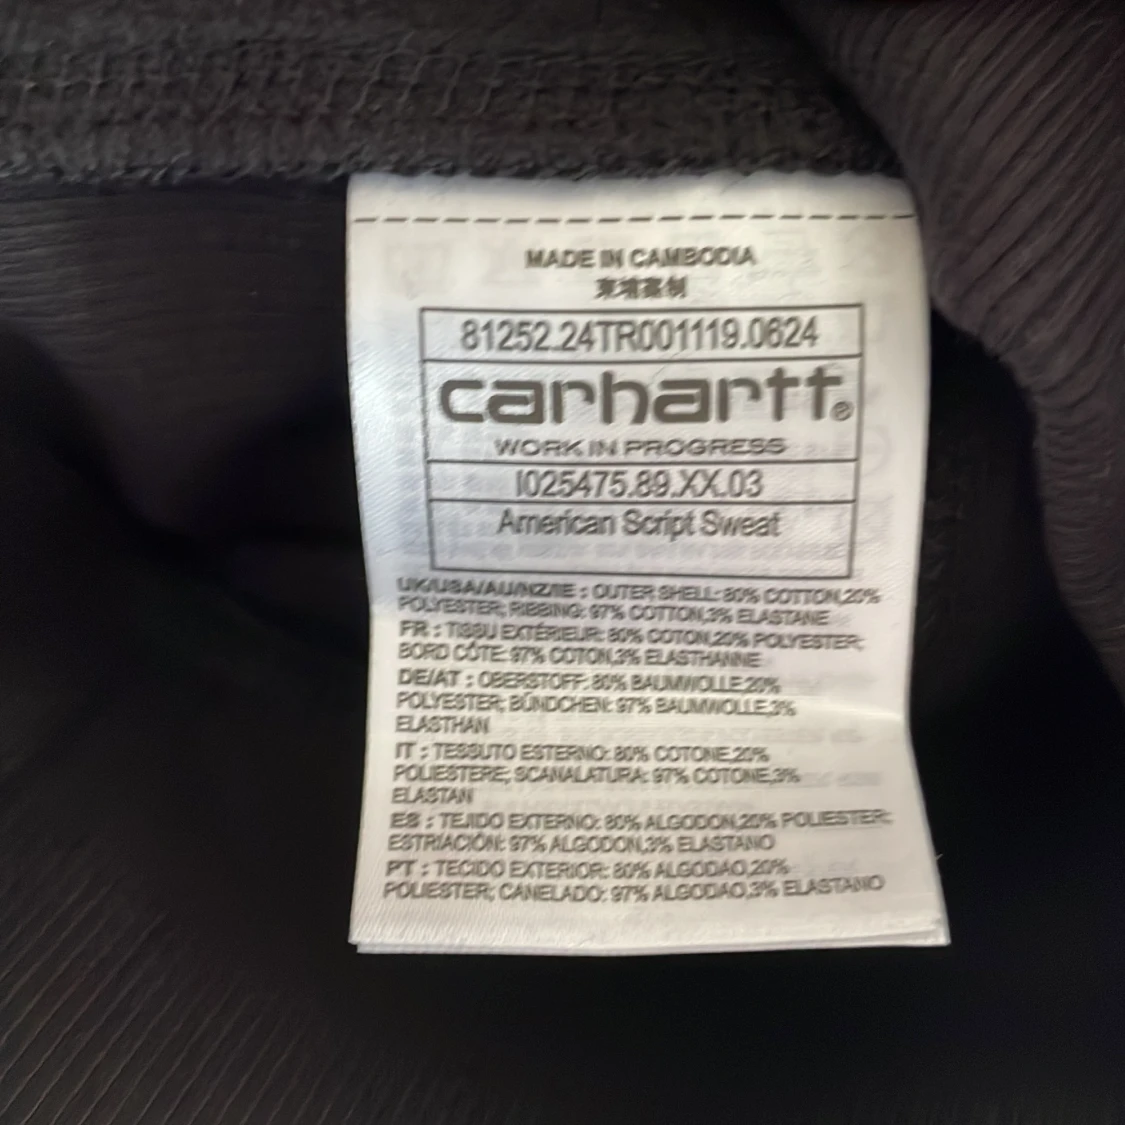 MADE IN CAMBODIA
柬埔寨制
81252.24TR001119.0624
carhartt®
WORK IN PROGRESS
I025475.89.XX.03
American Script Sweat
UK/USA/AU/NZ/IE : OUTER SHELL: 80% COTTON,20%
POLYESTER; RIBBING: 97% COTTON,3% ELASTANE
FR : TISSU EXTÉRIEUR: 80% COTON,20% POLYESTER;
BORD CÔTE: 97% COTON,3% ELASTHANNE
DE/AT : OBERSTOFF: 80% BAUMWOLLE,20%
POLYESTER; BÜNDCHEN: 97% BAUMWOLLE,3%
ELASTHAN
IT : TESSUTO ESTERNO: 80% COTONE,20%
POLIESTERE; SCANALATURA: 97% COTONE,3%
ELASTAN
ES : TEJIDO EXTERNO: 80% ALGODON,20% POLIESTER;
ESTRIACIÓN: 97% ALGODON,3% ELASTANO
PT : TECIDO EXTERIOR: 80% ALGODAO,20%
POLIESTER; CANELADO: 97% ALGODAO,3% ELASTANO